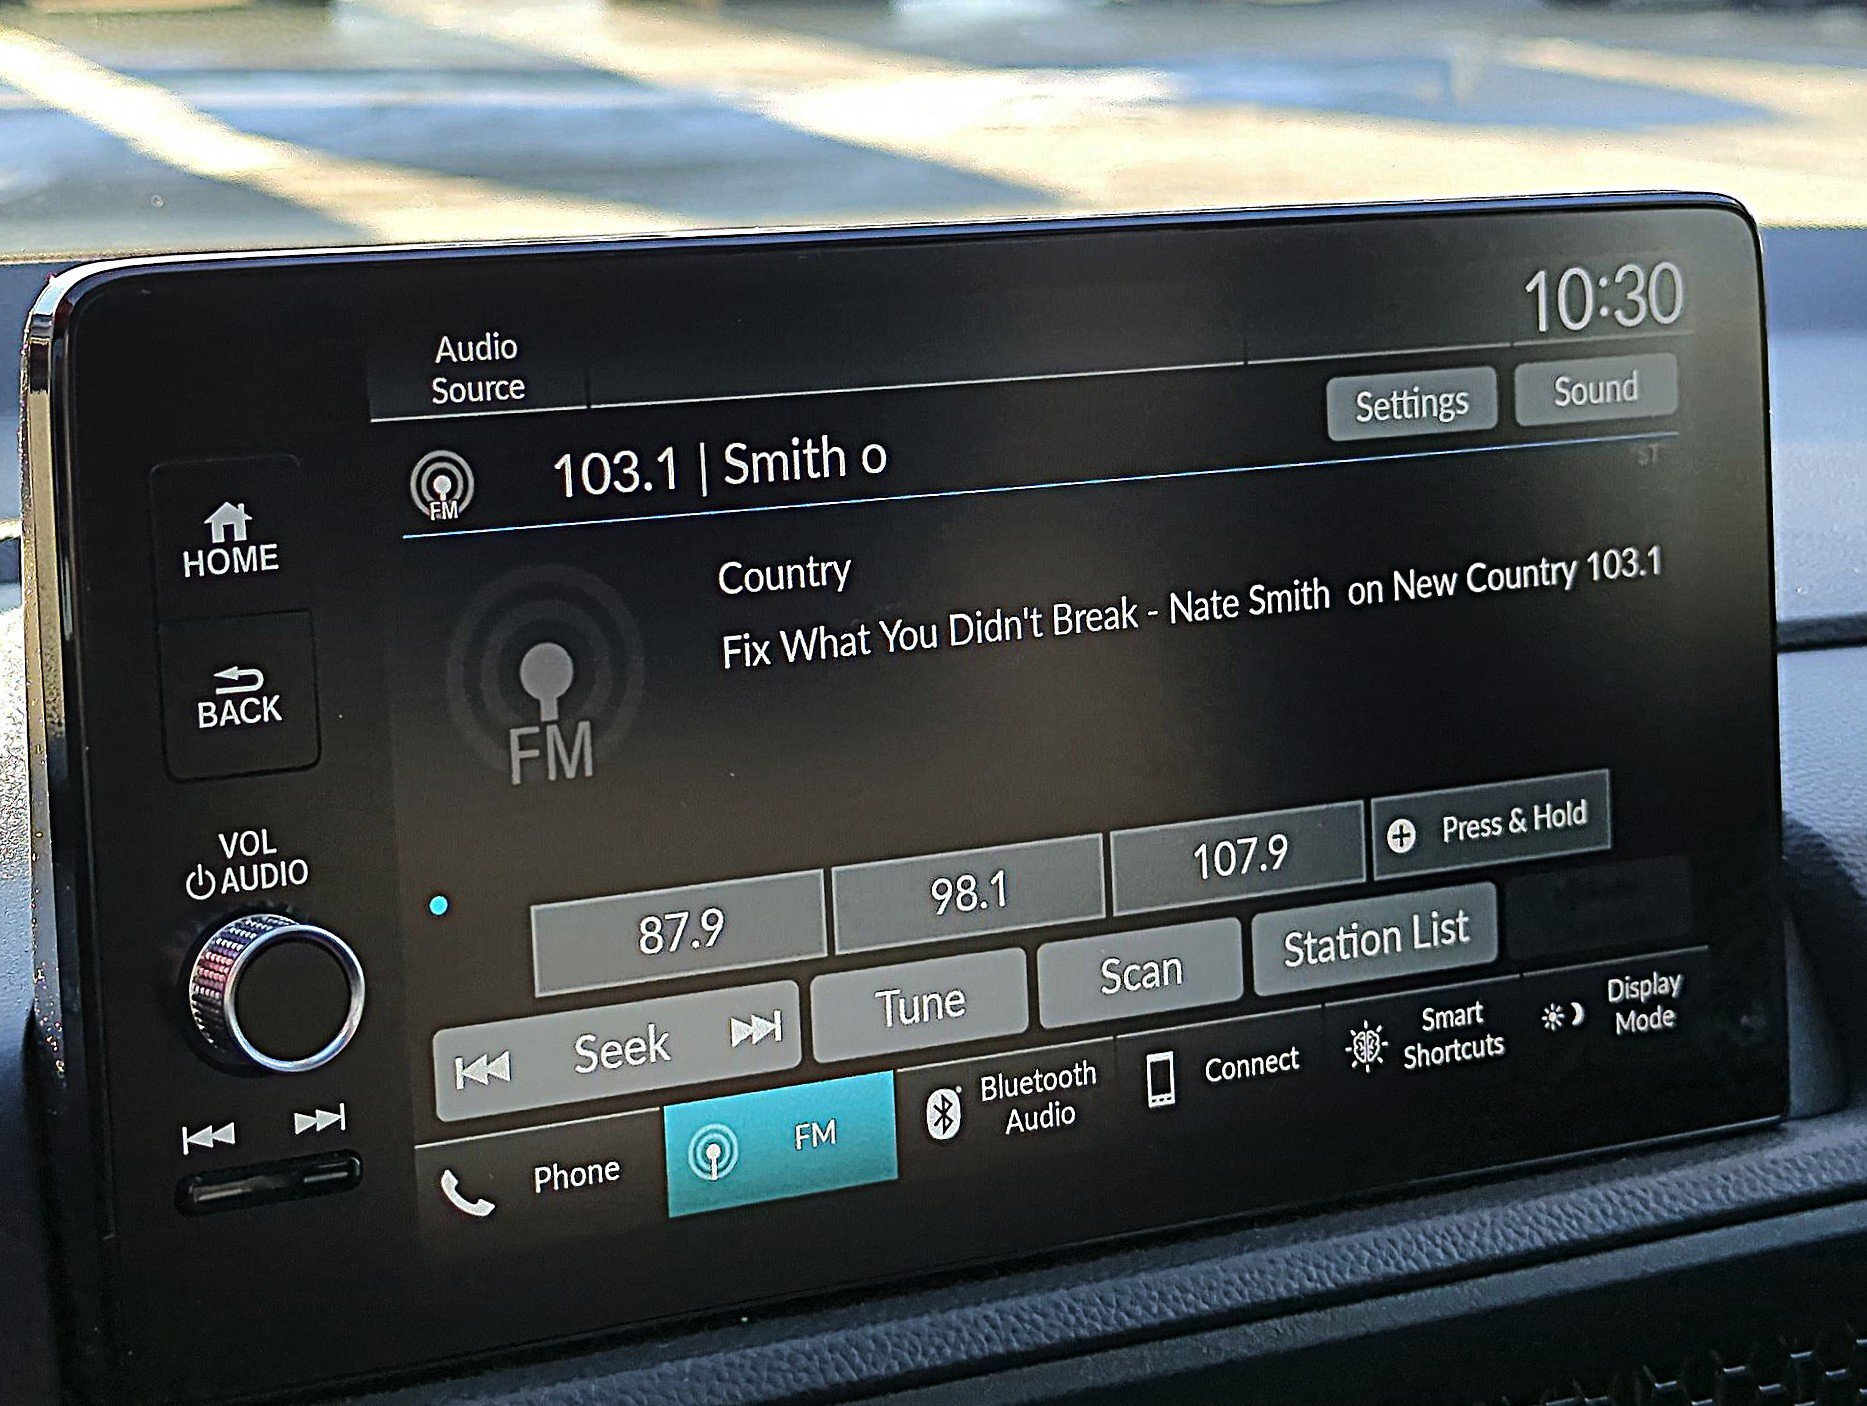 10:30
Audio
Source
Settings
Sound
FM
103.1 | Smith o
ST
HOME
Country
Fix What You Didn't Break - Nate Smith on New Country 103.1
BACK
FM
VOL
AUDIO
87.9
98.1
107.9
Press & Hold
Seek
Tune
Scan
Station List
Phone
FM
Bluetooth
Audio
Connect
Smart
Shortcuts
Display
Mode